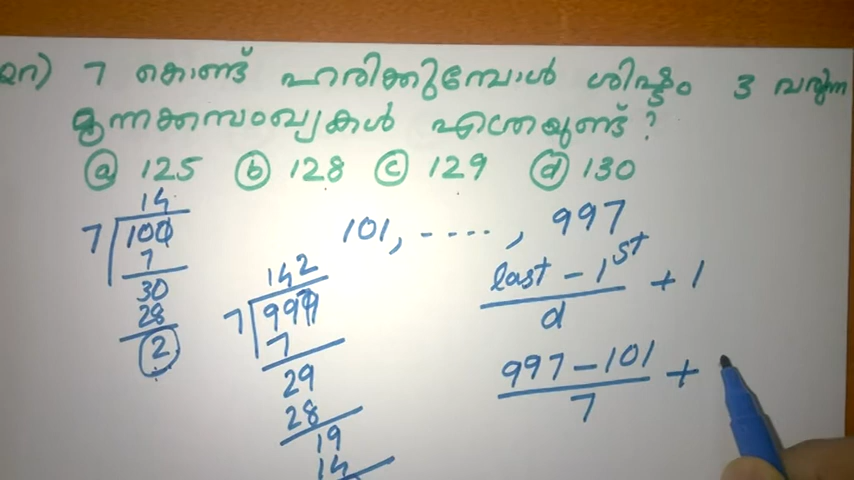 7 കൊണ്ട് ഹരിക്കുമ്പോൾ ശിഷ്ടം 3 വരുന്ന
മൂന്നക്കസംഖ്യകൾ എത്രയുണ്ട് ?
ⓐ 125 ⓑ 128 ⓒ 129 ⓓ 130
14
7 100
7
30
28
2
101, ----- , 997
142
7 999
7
29
28
19
14
last - 1st + 1
d
997 - 101 +
7